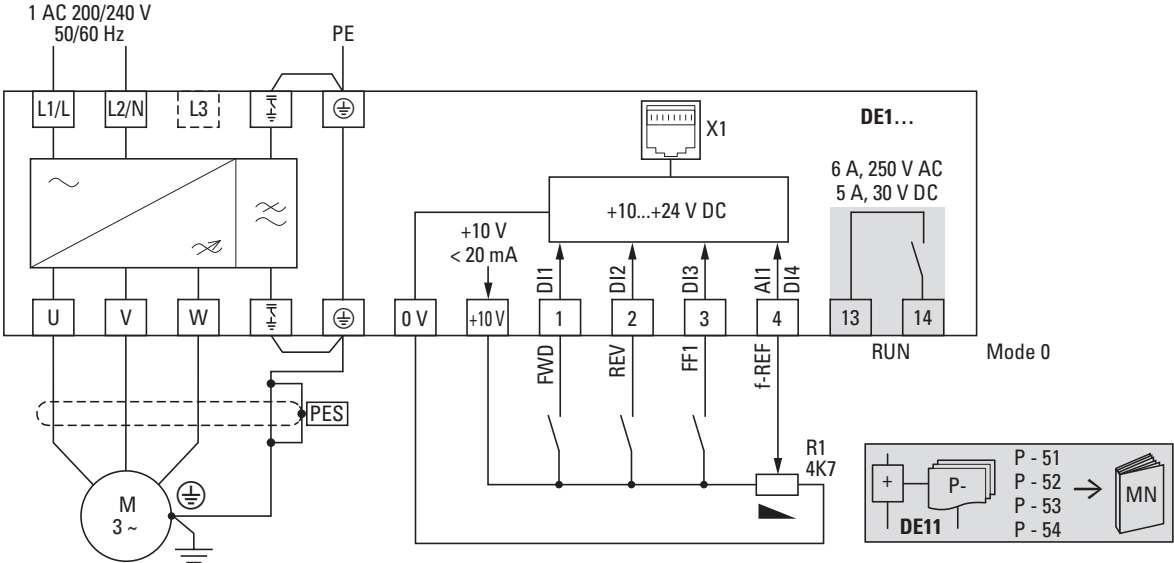 1 AC 200/240 V
50/60 Hz
PE
L1/L
L2/N
L3
X1
DE1…
6 A, 250 V AC
5 A, 30 V DC
+10...+24 V DC
+10 V
< 20 mA
DI1
DI2
DI3
AI1
DI4
U
V
W
0 V
+10 V
1
2
3
4
13
14
RUN
Mode 0
FWD
REV
FF1
f-REF
PES
R1
4K7
M
3 ~
+
P-
DE11
P - 51
P - 52
P - 53
P - 54
MN